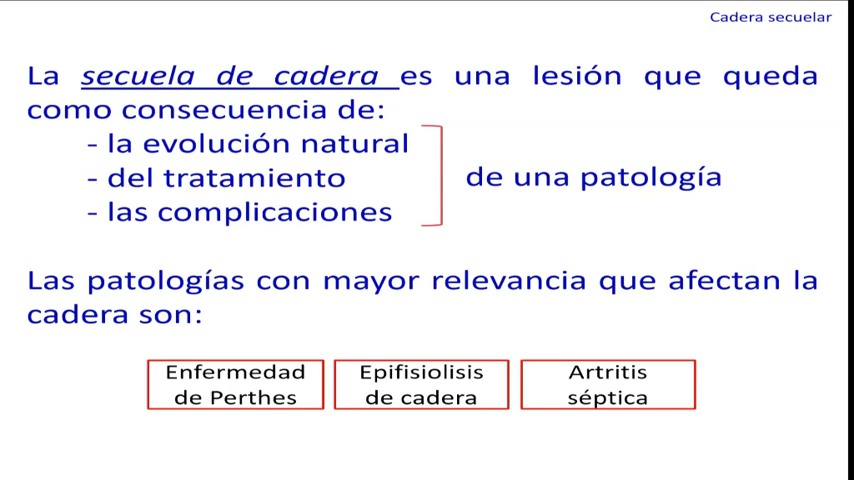 Cadera secuelar
La secuela de cadera es una lesión que queda
como consecuencia de:
- la evolución natural
- del tratamiento
de una patología
- las complicaciones
Las patologías con mayor relevancia que afectan la
cadera son:
Enfermedad
de Perthes
Epifisiolisis
de cadera
Artritis
séptica